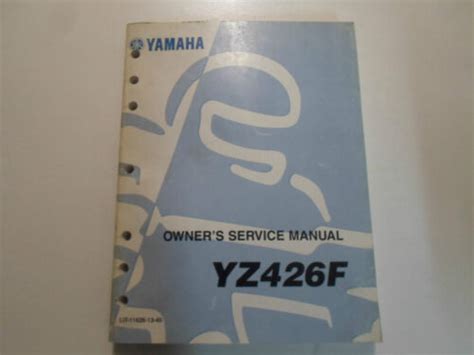 YAMAHA
OWNER'S SERVICE MANUAL
YZ426F